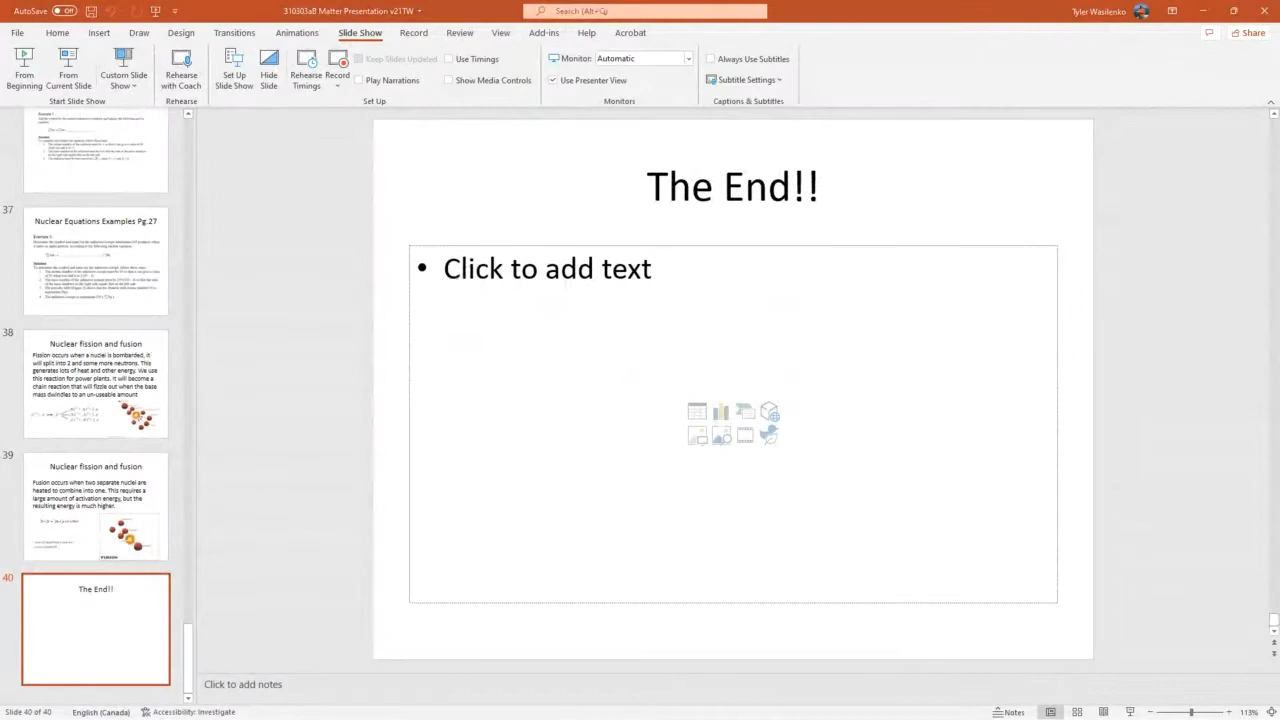 AutoSave Off
310303aB Matter Presentation v21TW
Search (Alt+Q)
Tyler Wasilenko
File Home Insert Draw Design Transitions Animations Slide Show Record Review View Add-ins Help Acrobat
Share
From Beginning
From Current Slide
Custom Slide Show
Rehearse with Coach
Set Up Slide Show
Hide Slide
Rehearse Timings
Record
Keep Slides Updated
Play Narrations
Use Timings
Show Media Controls
Monitor: Automatic
Use Presenter View
Always Use Subtitles
Subtitle Settings
Start Slide Show
Rehearse
Set Up
Monitors
Captions & Subtitles
37
Nuclear Equations Examples Pg.27
38
Nuclear fission and fusion
Fission occurs when a nuclei is bombarded, it
will split into 2 and some more neutrons. This
generates lots of heat and other energy. We use
this reaction for power plants. It will become a
chain reaction that will fizzle out when the base
mass dwindles to an un-useable amount
39
Nuclear fission and fusion
Fusion occurs when two separate nuclei are
heated to combine into one. This requires a
large amount of activation energy, but the
resulting energy is much higher.
FUSION
40
The End!!
The End!!
• Click to add text
Click to add notes
Slide 40 of 40
English (Canada)
Accessibility: Investigate
Notes
113%